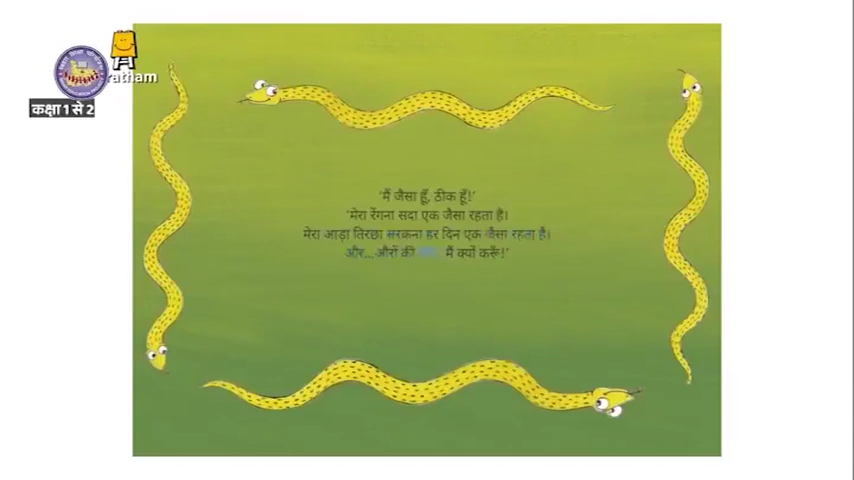 ratham
कक्षा 1 से 2
'मैं जैसा हूँ, ठीक हूँ!'
'मेरा रेंगना सदा एक जैसा रहता है।
मेरा आड़ा तिरछा सरकना हर दिन एक जैसा रहता है।
और...औरों की मैं क्यों करूँ!'